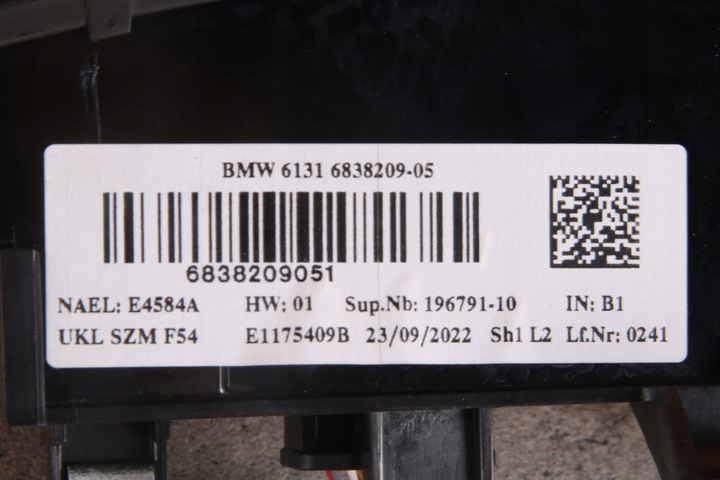 BMW 6131 6838209-05
6838209051
NAEL: E4584A HW: 01 Sup.Nb: 196791-10 IN: B1
UKL SZM F54 E1175409B 23/09/2022 Sh1 L2 Lf.Nr: 0241